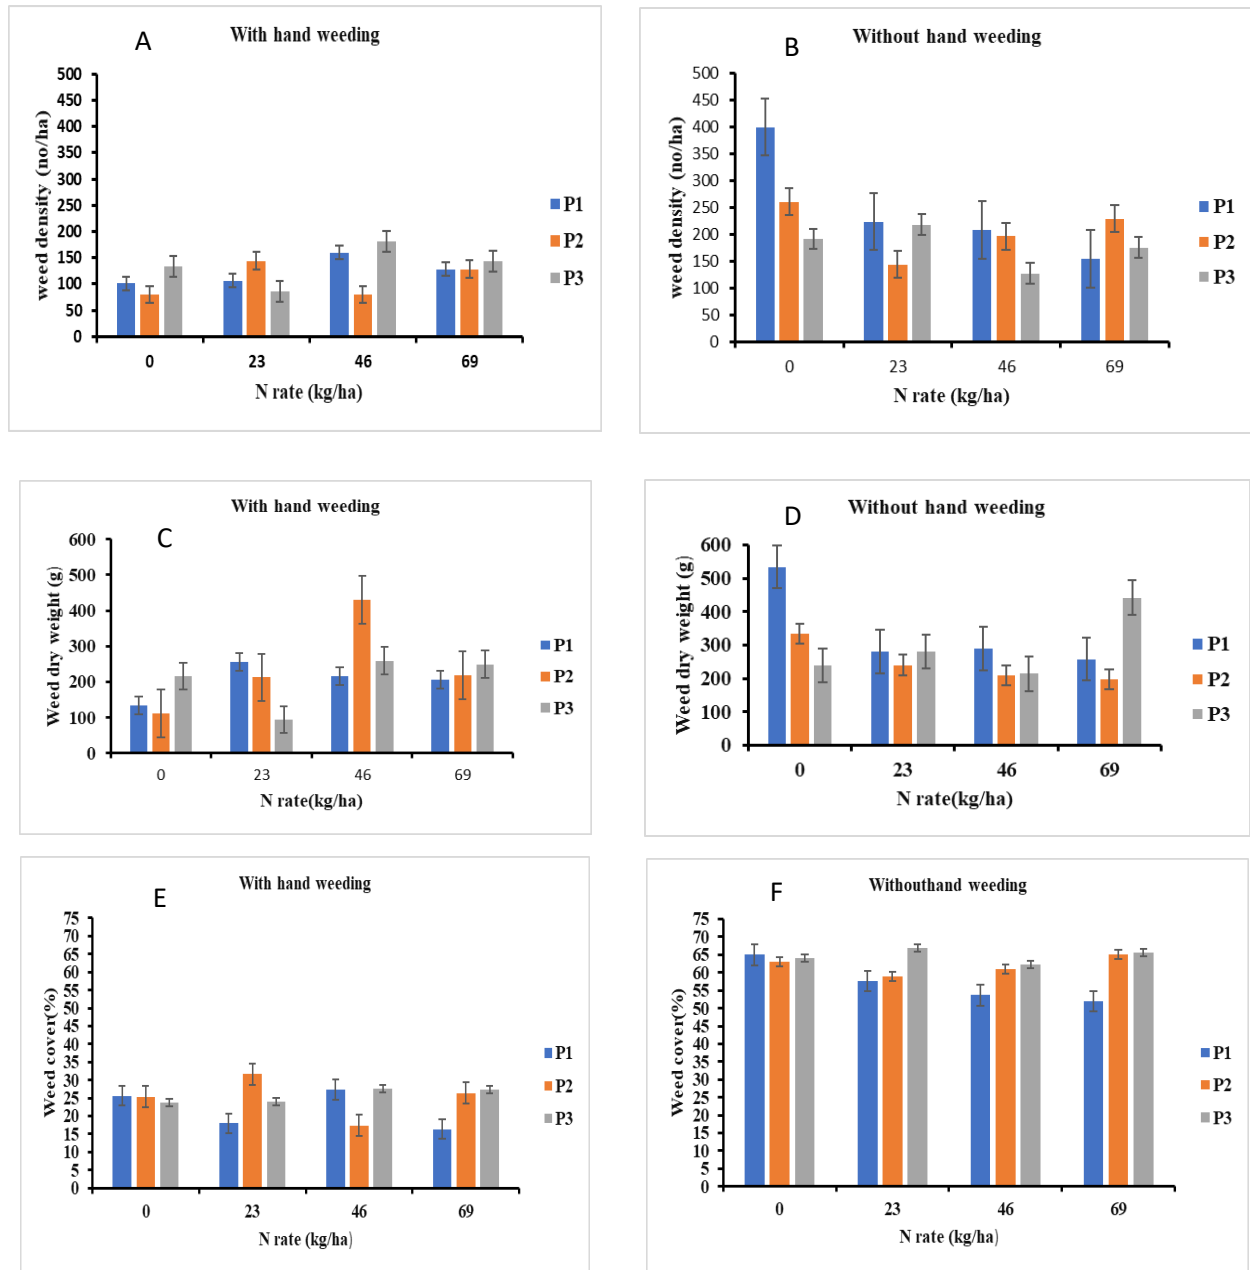 A
With hand weeding
500
450
400
350
300
250
200
150
100
50
0
weed density (no/ha)
0 23 46 69
N rate (kg/ha)
P1
P2
P3
B
Without hand weeding
500
450
400
350
300
250
200
150
100
50
0
weed density (no/ha)
0 23 46 69
N rate (kg/ha)
P1
P2
P3
With hand weeding
C
600
500
400
300
200
100
0
Weed dry weight (g)
0 23 46 69
N rate(kg/ha)
P1
P2
P3
Without hand weeding
D
600
500
400
300
200
100
0
Weed dry weight (g)
0 23 46 69
N rate(kg/ha)
P1
P2
P3
With hand weeding
E
75
70
65
60
55
50
45
40
35
30
25
20
15
10
5
0
Weed cover(%)
0 23 46 69
N rate (kg/ha)
P1
P2
P3
Withouthand weeding
F
75
70
65
60
55
50
45
40
35
30
25
20
15
10
5
0
Weed cover(%)
0 23 46 69
N rate (kg/ha)
P1
P2
P3